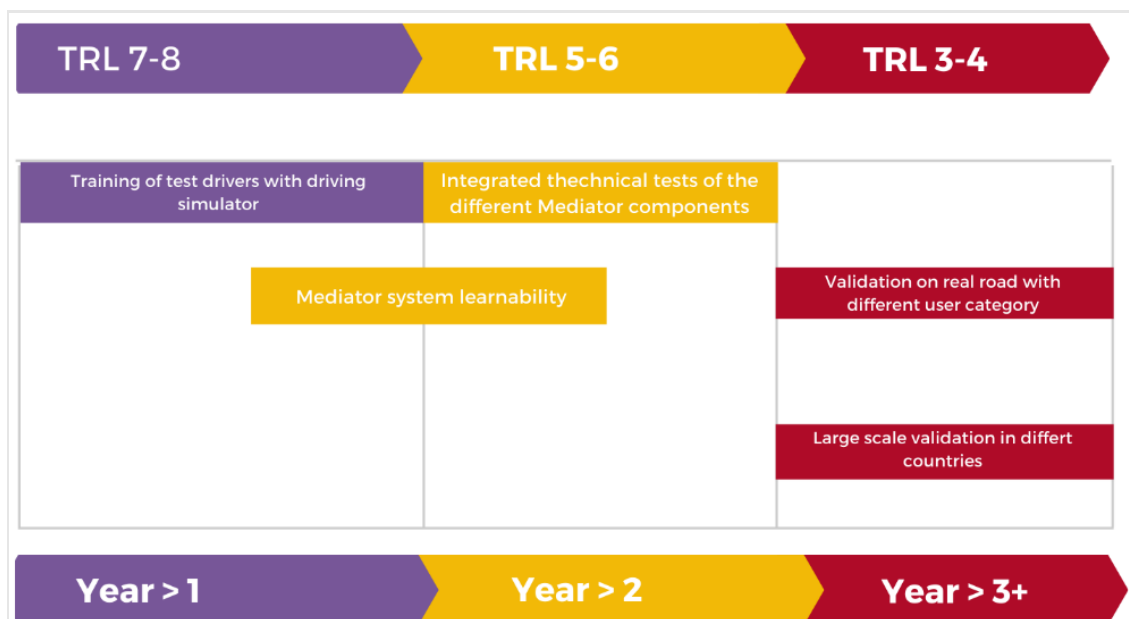 TRL 7-8
TRL 5-6
TRL 3-4
Training of test drivers with driving
simulator
Integrated thechnical tests of the
different Mediator components
Mediator system learnability
Validation on real road with
different user category
Large scale validation in differt
countries
Year > 1
Year > 2
Year > 3+